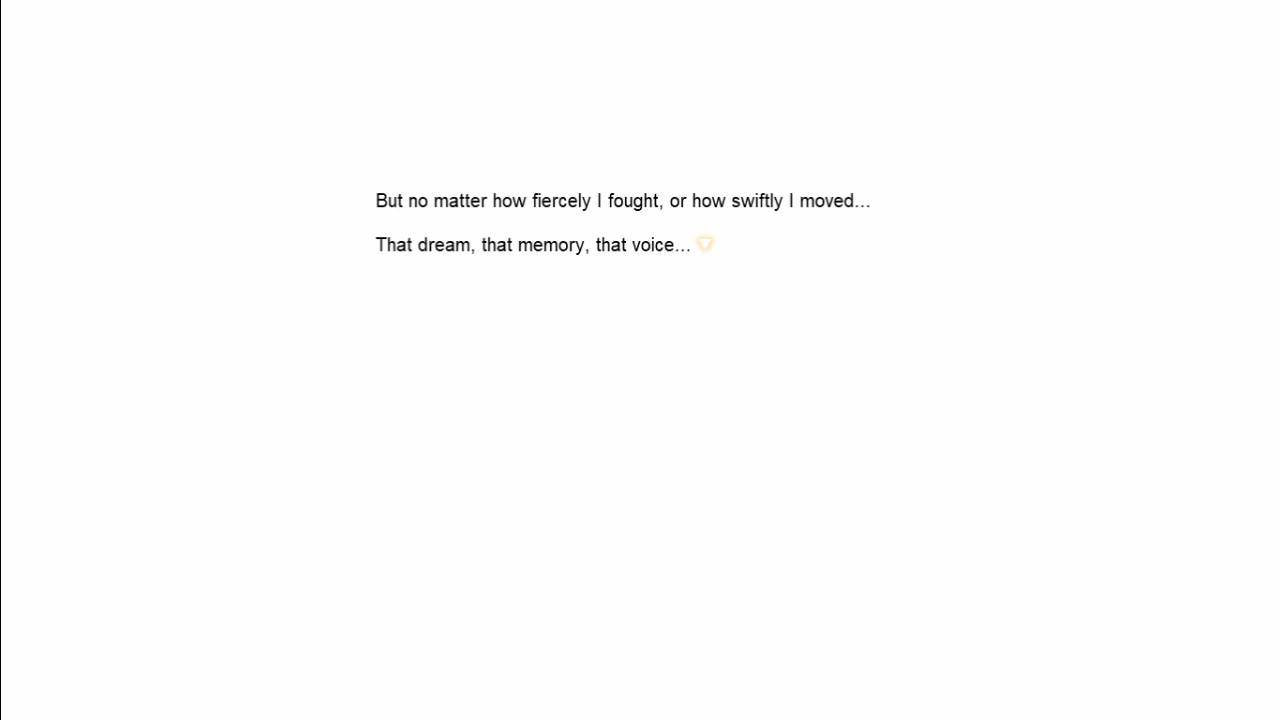 But no matter how fiercely I fought, or how swiftly I moved...
That dream, that memory, that voice...